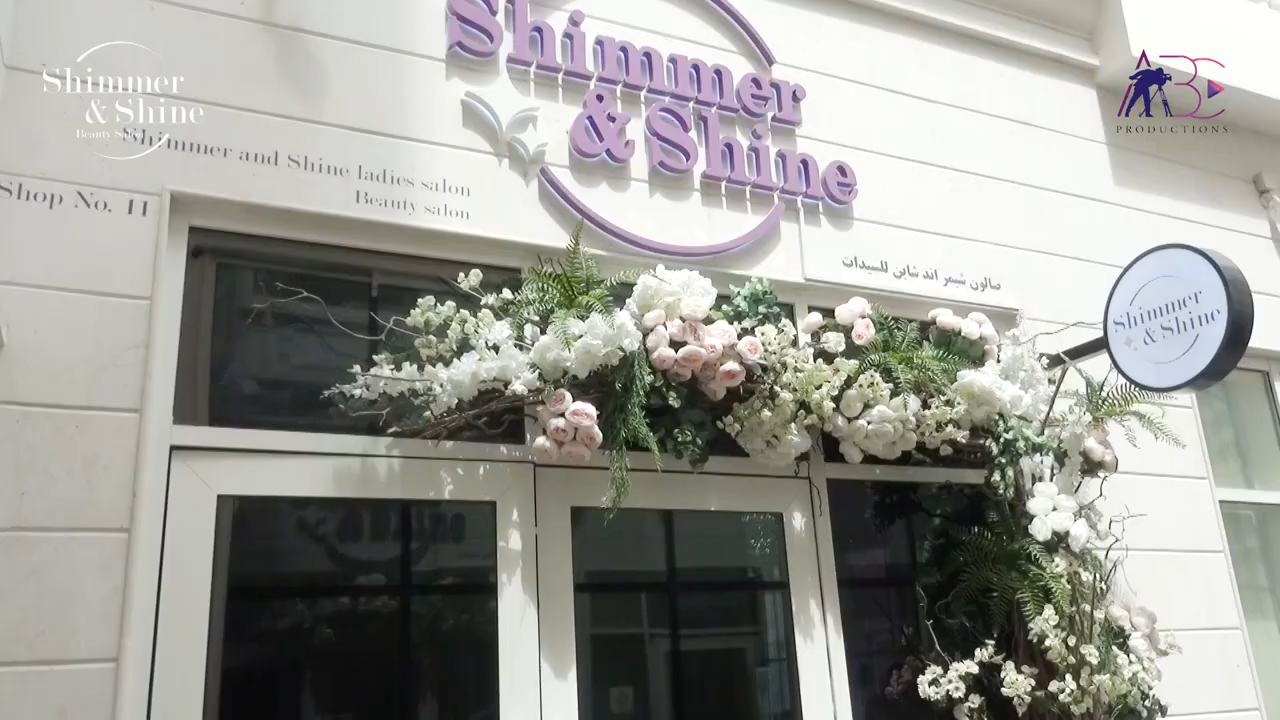 Shimmer
& Shine
Beauty Salon
ABC
PRODUCTIONS
Shimmer
& Shine
Shimmer and Shine ladies salon
Beauty salon
Shop No. 11
صالون شيمر اند شاين للسيدات
Shimmer
& Shine